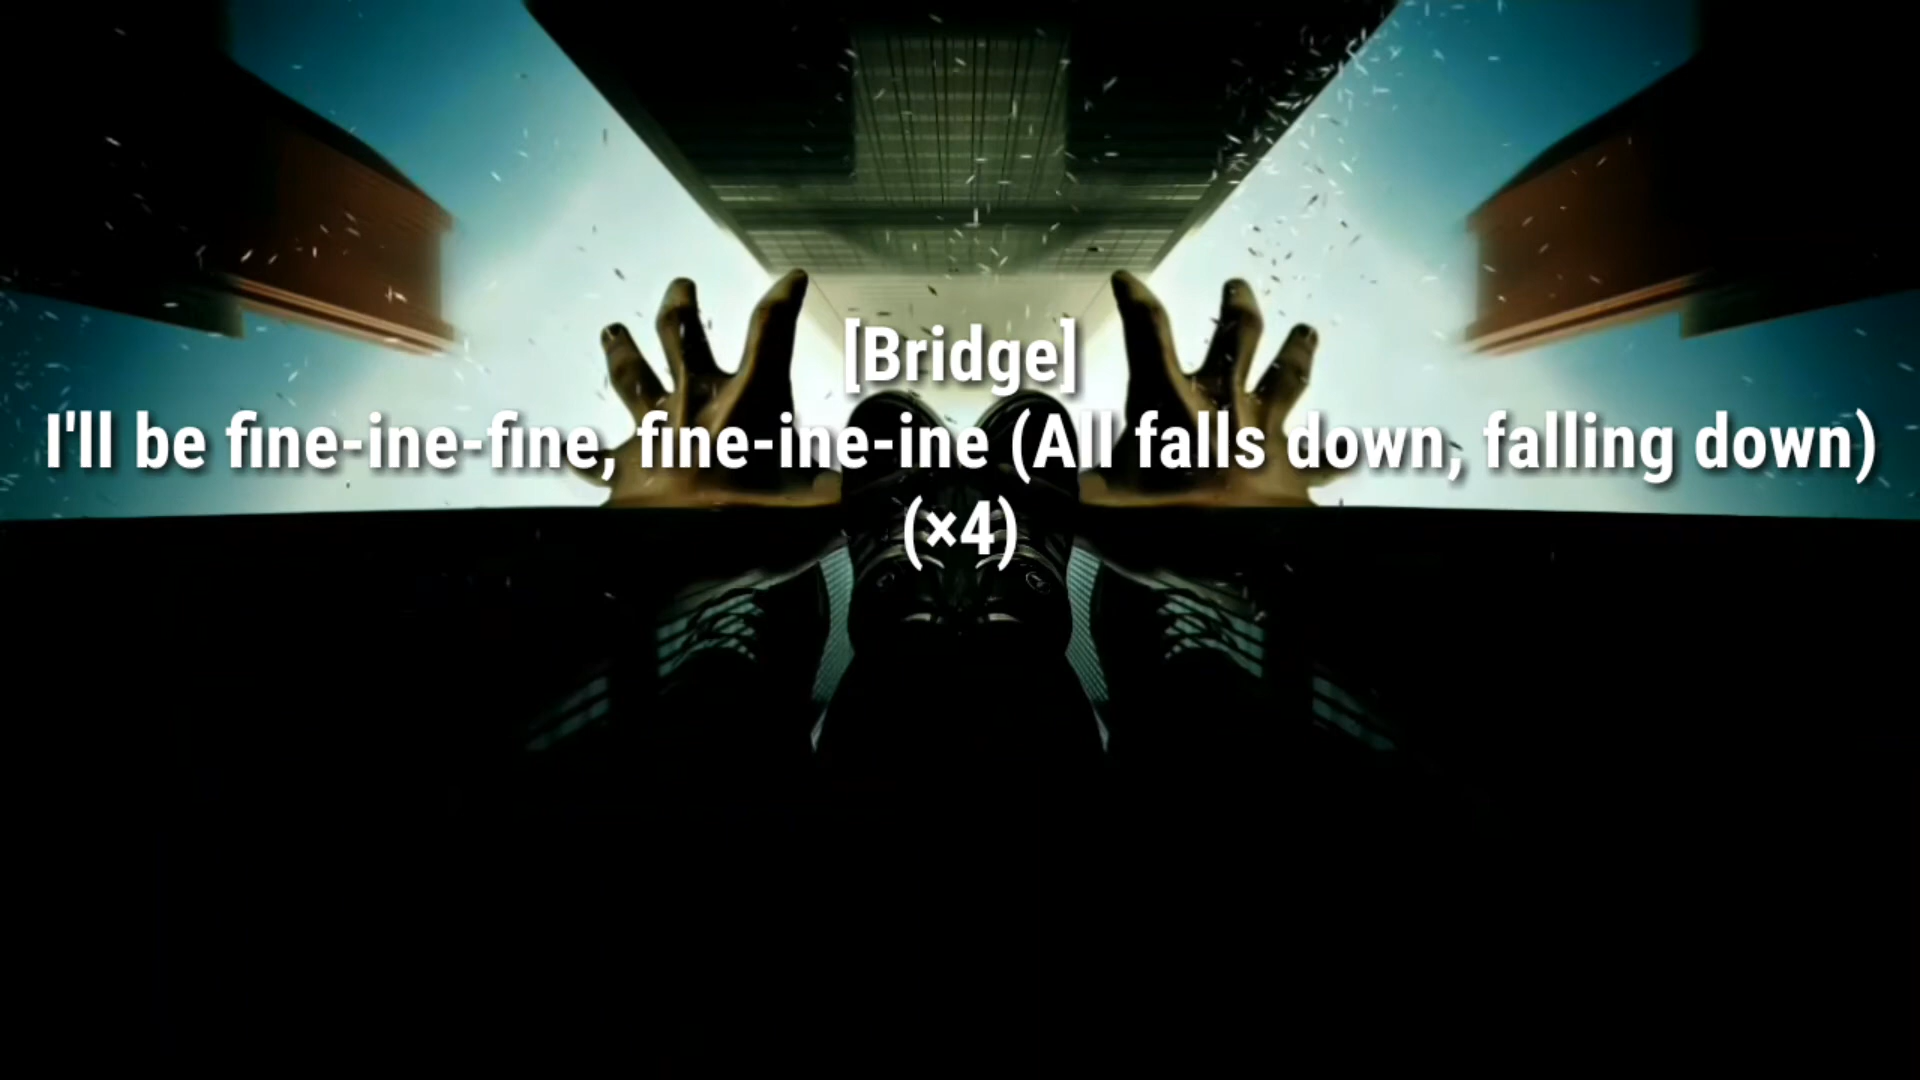 [Bridge]
I'll be fine-ine-fine, fine-ine-ine (All falls down, falling down)
(×4)